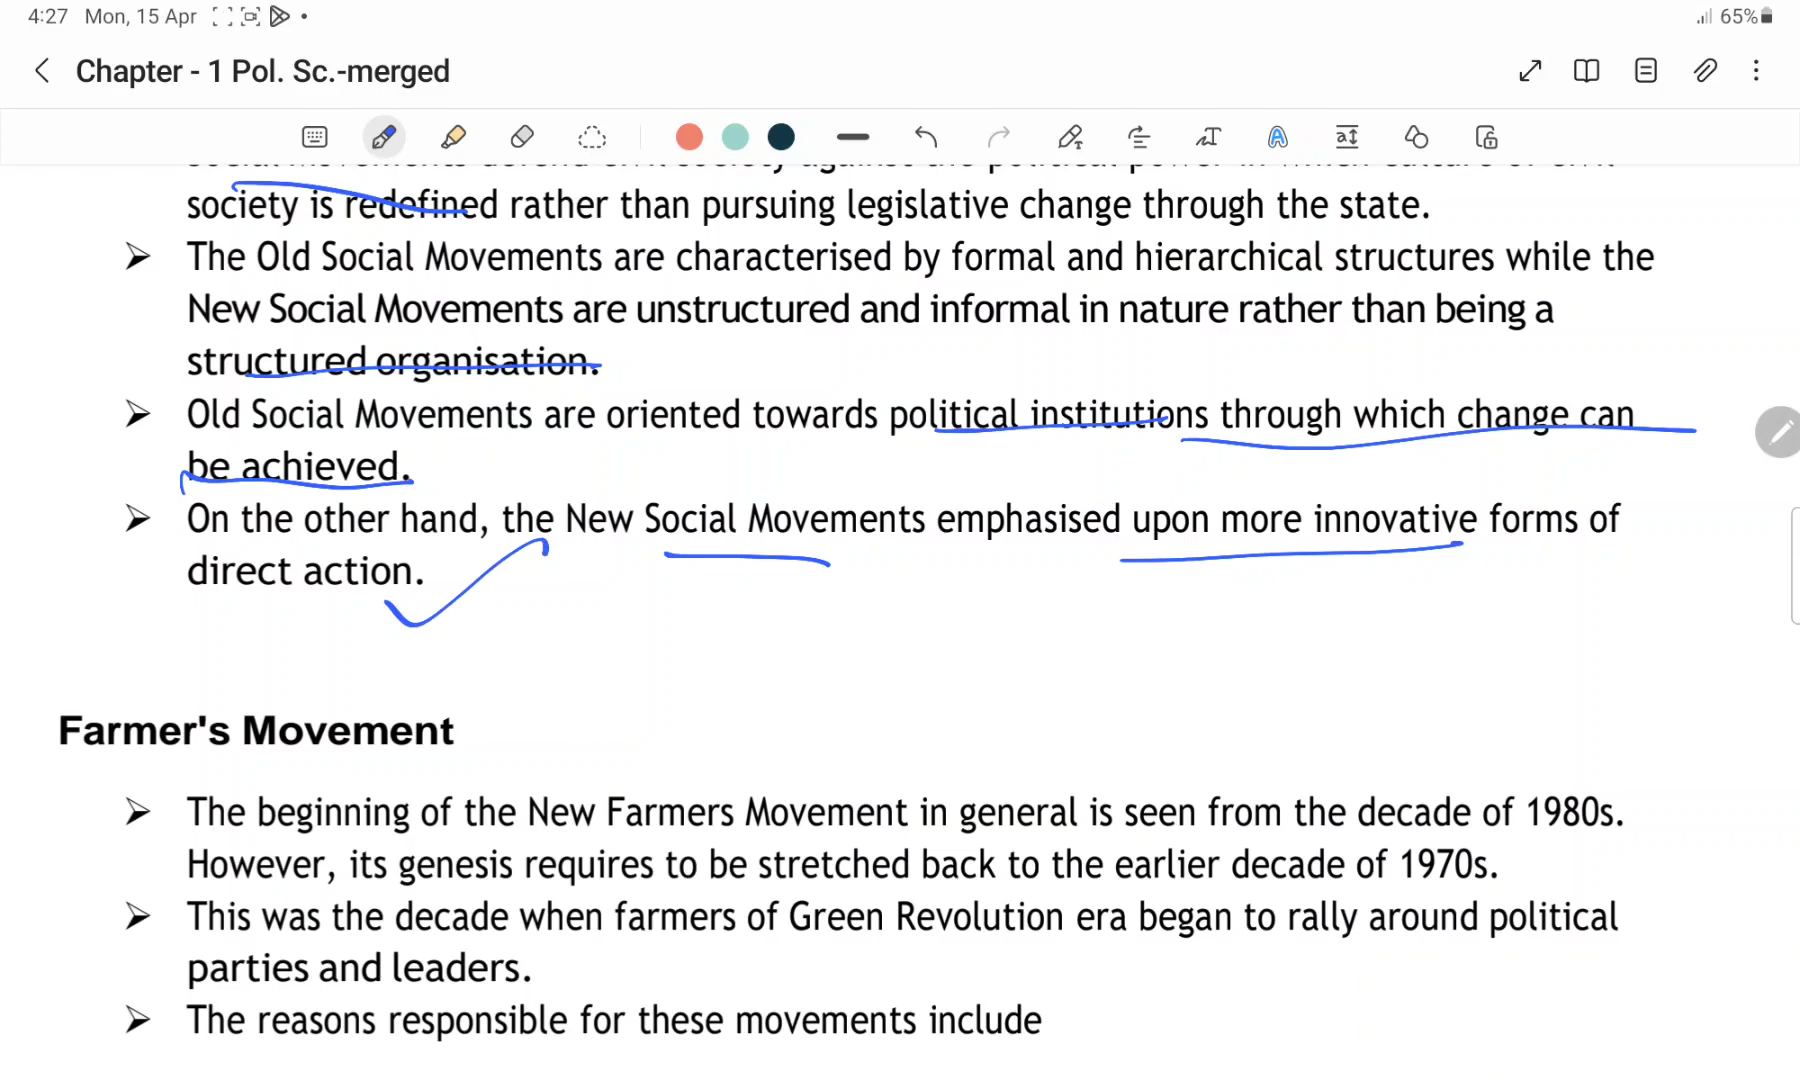 4:27 Mon, 15 Apr
65%
Chapter - 1 Pol. Sc.-merged
society is redefined rather than pursuing legislative change through the state.
➢ The Old Social Movements are characterised by formal and hierarchical structures while the
New Social Movements are unstructured and informal in nature rather than being a
structured organisation.
➢ Old Social Movements are oriented towards political institutions through which change can
be achieved.
➢ On the other hand, the New Social Movements emphasised upon more innovative forms of
direct action.
Farmer's Movement
➢ The beginning of the New Farmers Movement in general is seen from the decade of 1980s.
However, its genesis requires to be stretched back to the earlier decade of 1970s.
➢ This was the decade when farmers of Green Revolution era began to rally around political
parties and leaders.
➢ The reasons responsible for these movements include